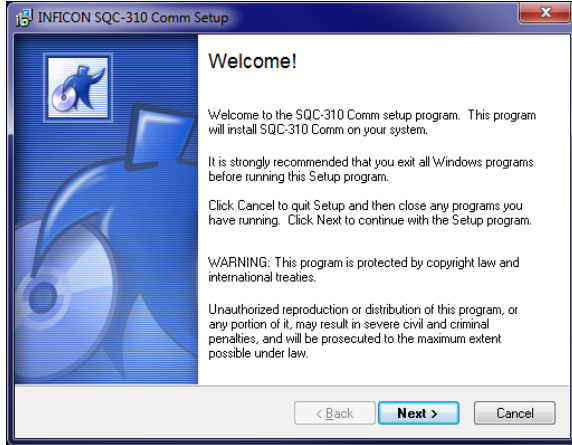 INFICON SQC-310 Comm Setup
Welcome!
Welcome to the SQC-310 Comm setup program. This program
will install SQC-310 Comm on your system.
It is strongly recommended that you exit all Windows programs
before running this Setup program.
Click Cancel to quit Setup and then close any programs you
have running. Click Next to continue with the Setup program.
WARNING: This program is protected by copyright law and
international treaties.
Unauthorized reproduction or distribution of this program, or
any portion of it, may result in severe civil and criminal
penalties, and will be prosecuted to the maximum extent
possible under law.
< Back Next > Cancel